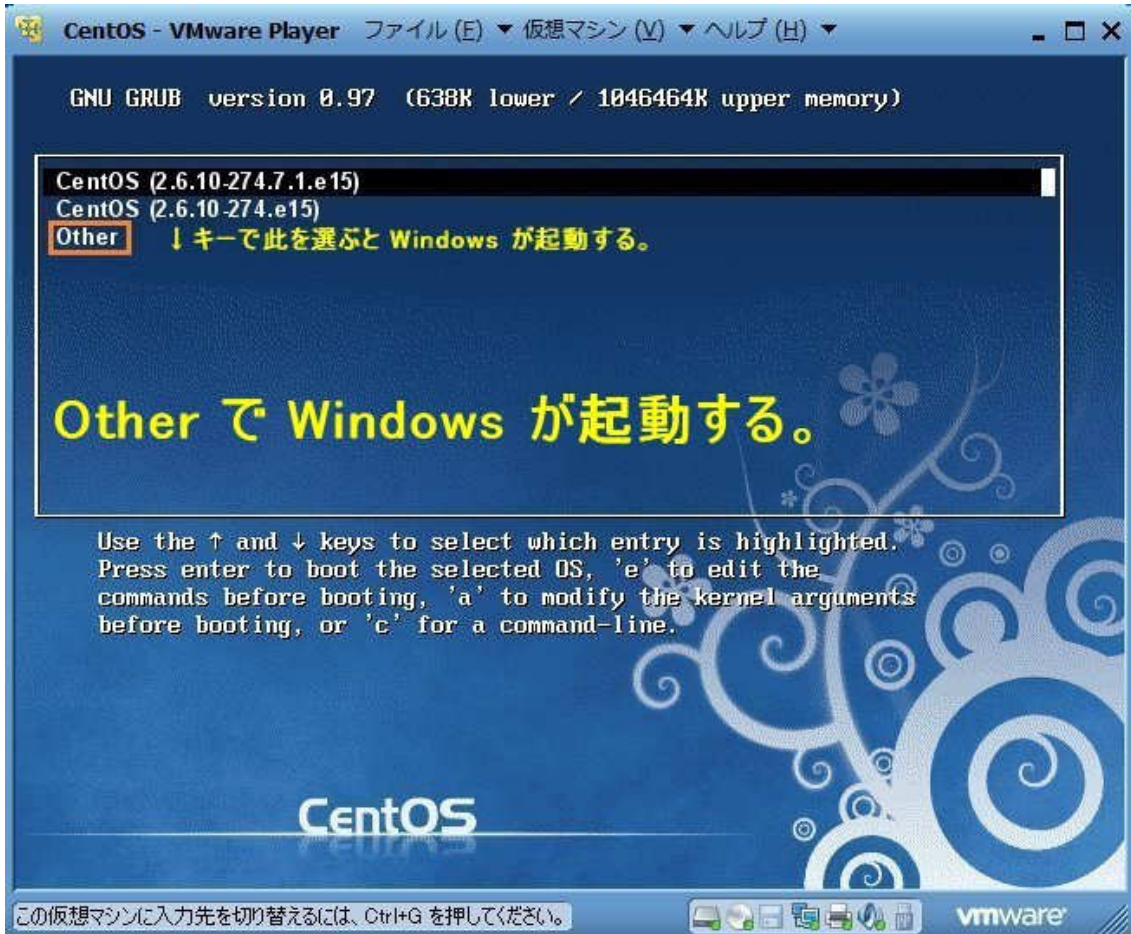 CentOS - VMware Player ファイル(F) ▼ 仮想マシン(V) ▼ ヘルプ(H) ▼
GNU GRUB version 0.97 (638K lower / 1046464K upper memory)
CentOS (2.6.10-274.7.1.e15)
CentOS (2.6.10-274.e15)
Other ↓キーで此を選ぶと Windows が起動する。
Other で Windows が起動する。
Use the ↑ and ↓ keys to select which entry is highlighted.
Press enter to boot the selected OS, 'e' to edit the
commands before booting, 'a' to modify the kernel arguments
before booting, or 'c' for a command-line.
CentOS
この仮想マシンに入力先を切り替えるには、Ctrl+G を押してください。 vmware